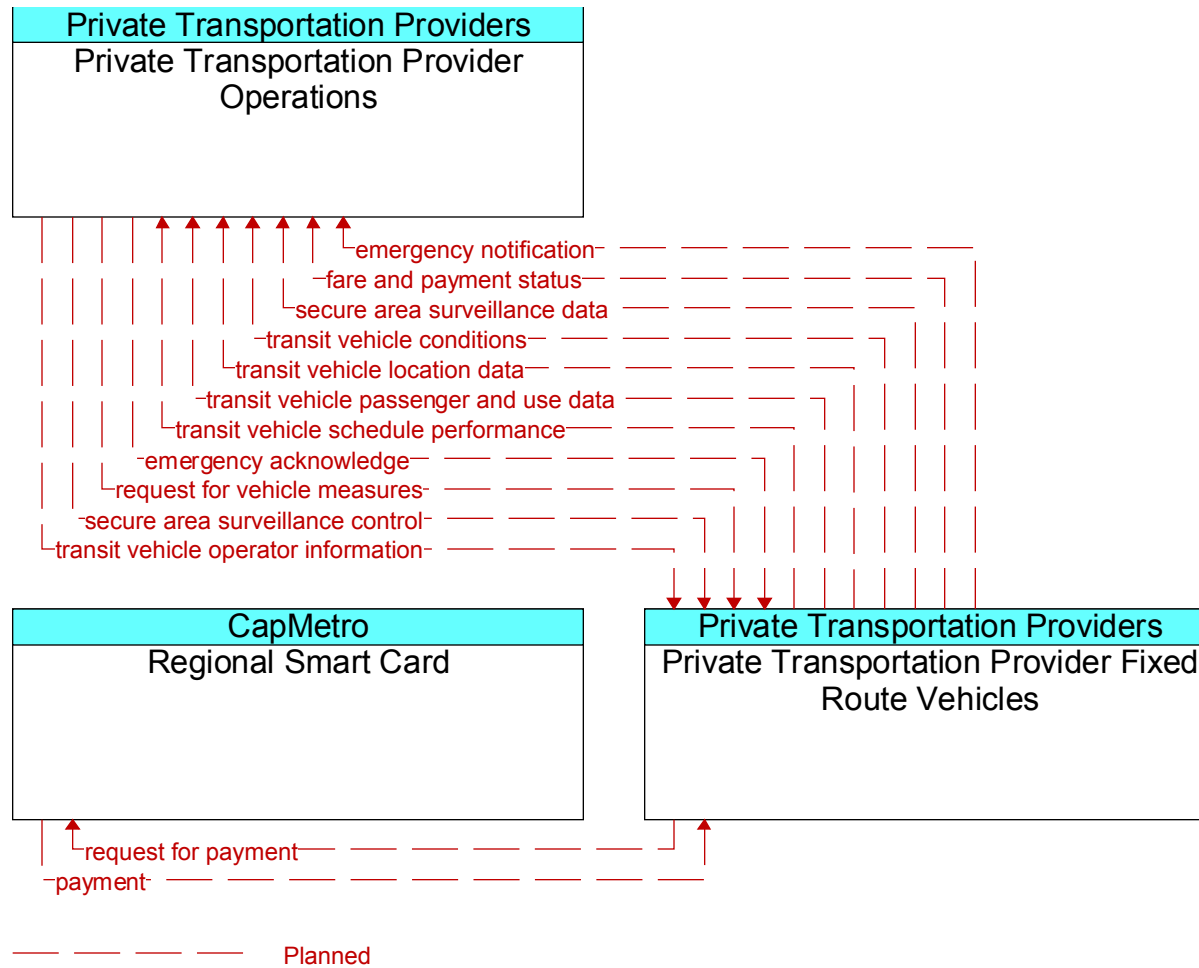 Private Transportation Providers
Private Transportation Provider
Operations
emergency notification
fare and payment status
secure area surveillance data
transit vehicle conditions
transit vehicle location data
transit vehicle passenger and use data
transit vehicle schedule performance
emergency acknowledge
request for vehicle measures
secure area surveillance control
transit vehicle operator information
CapMetro
Regional Smart Card
Private Transportation Providers
Private Transportation Provider Fixed
Route Vehicles
request for payment
payment
Planned